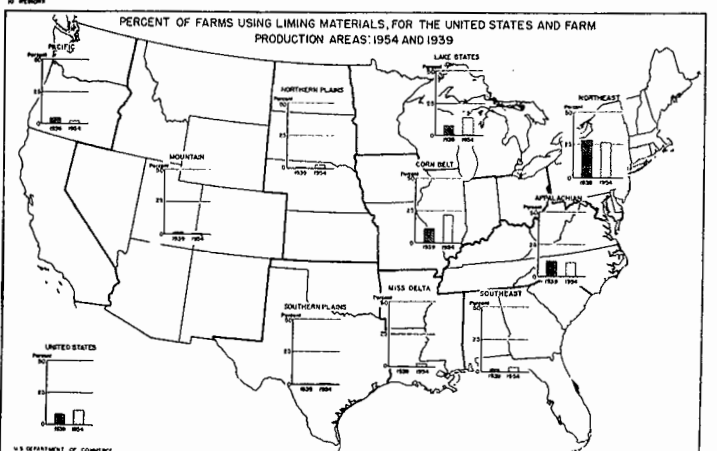 PERCENT OF FARMS USING LIMING MATERIALS, FOR THE UNITED STATES AND FARM
PRODUCTION AREAS: 1954 AND 1939
PACIFIC
Percent
50
25
0
1939 1954
NORTHERN PLAINS
Percent
50
25
0
1939 1954
LAKE STATES
Percent
50
25
0
1939 1954
NORTHEAST
Percent
50
25
0
1939 1954
MOUNTAIN
Percent
50
25
0
1939 1954
CORN BELT
Percent
50
25
0
1939 1954
APPALACHIAN
Percent
50
25
0
1939 1954
SOUTHERN PLAINS
Percent
50
25
0
1939 1954
MISS DELTA
Percent
50
25
0
1939 1954
SOUTHEAST
Percent
50
25
0
1939 1954
UNITED STATES
Percent
50
25
0
1939 1954
U S DEPARTMENT OF COMMERCE